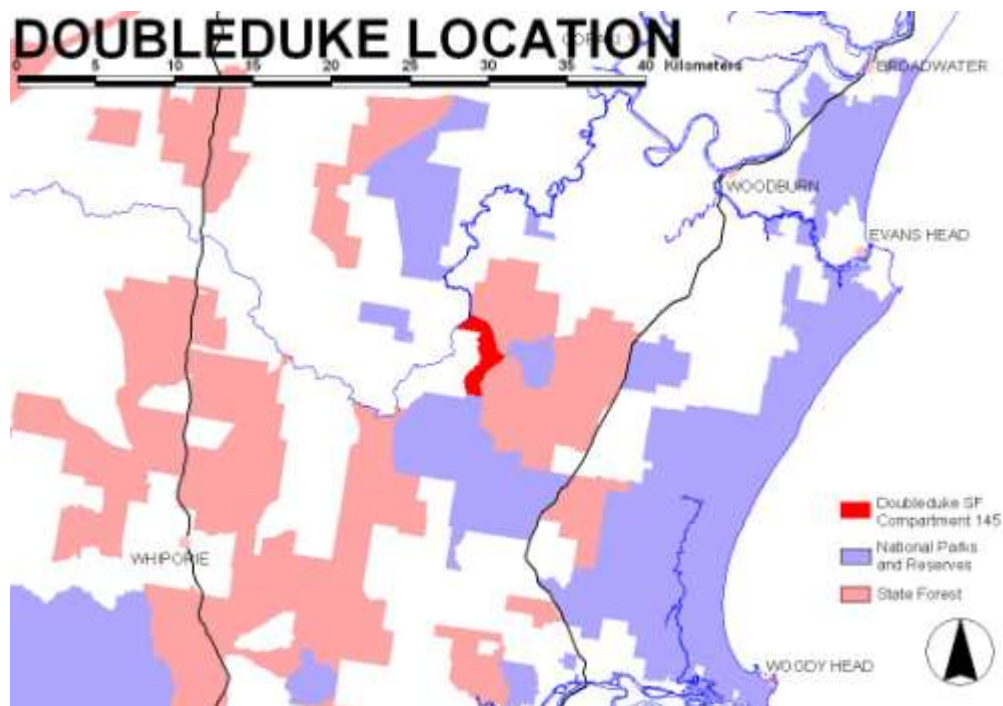 DOUBLEDUKE LOCATION
CORAKI
0 5 10 15 20 25 30 35 40 Kilometers
BROADWATER
WOODBURN
EVANS HEAD
Doubleduke SF
Compartment 145
National Parks
and Reserves
State Forest
WHIPORIE
WOODY HEAD